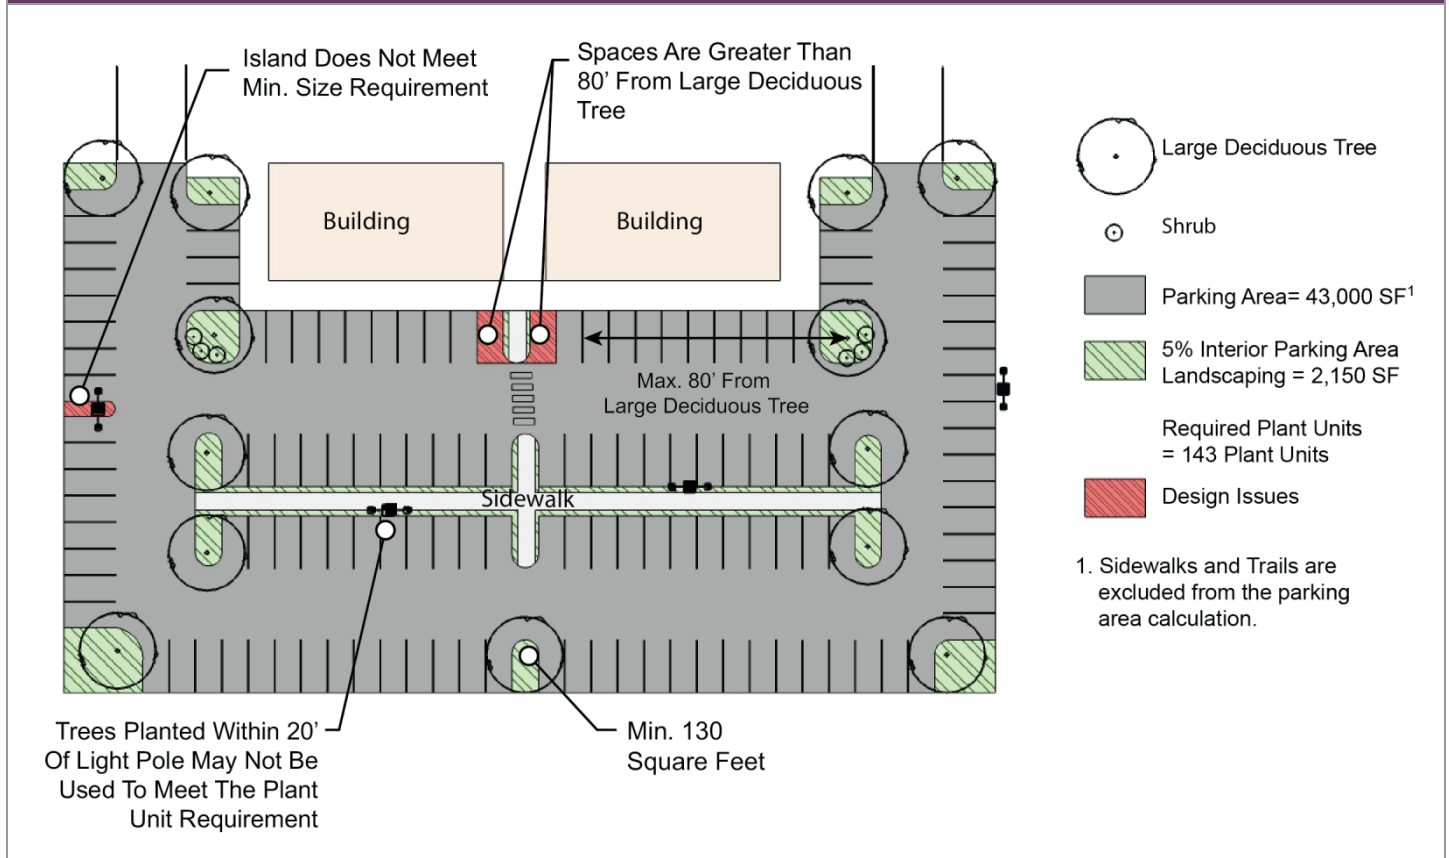 Island Does Not Meet
Min. Size Requirement
Spaces Are Greater Than
80’ From Large Deciduous
Tree
Building
Building
Max. 80’ From
Large Deciduous Tree
Sidewalk
Trees Planted Within 20’
Of Light Pole May Not Be
Used To Meet The Plant
Unit Requirement
Min. 130
Square Feet
Large Deciduous Tree
Shrub
Parking Area= 43,000 SF¹
5% Interior Parking Area
Landscaping = 2,150 SF
Required Plant Units
= 143 Plant Units
Design Issues
1. Sidewalks and Trails are
excluded from the parking
area calculation.